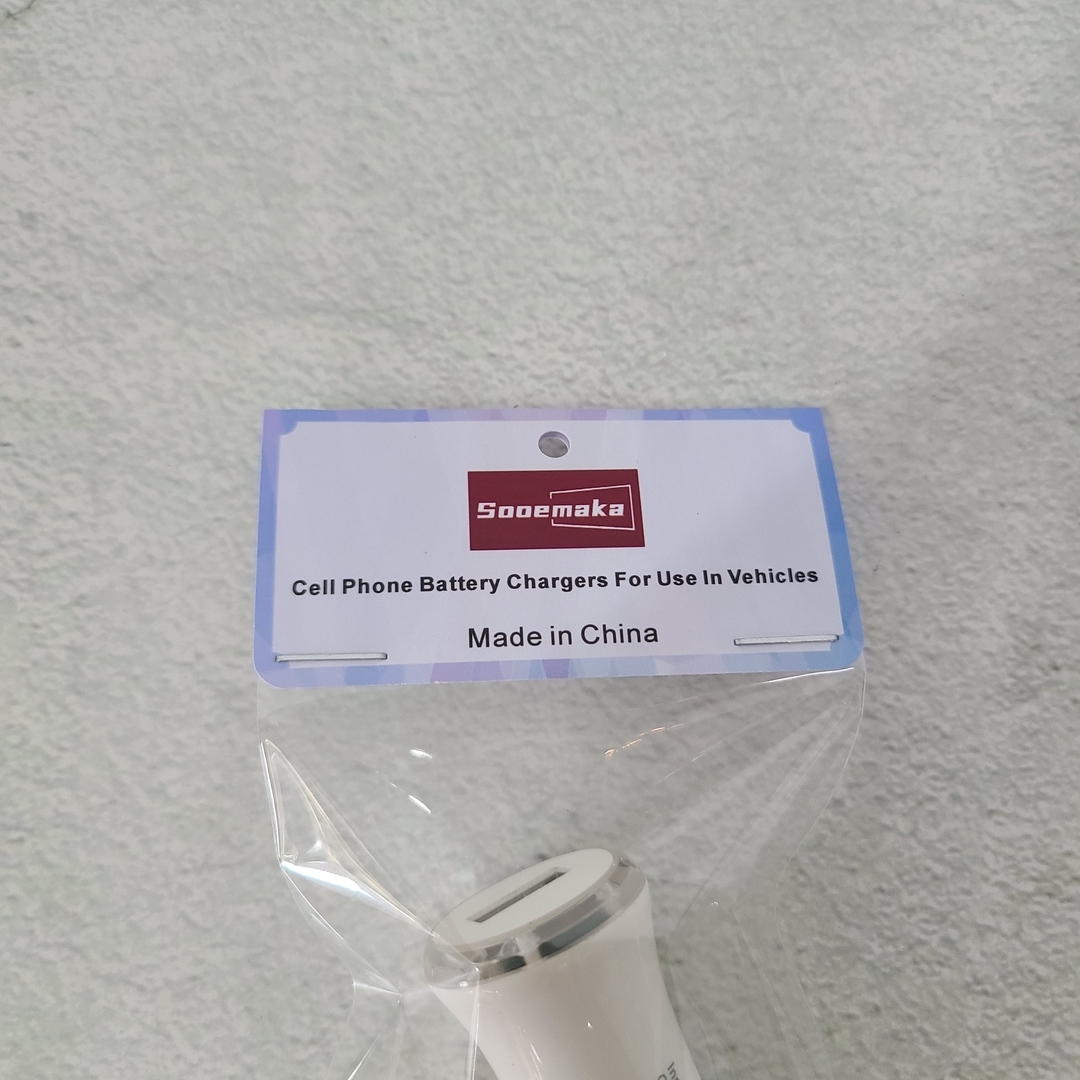 Sooemaka
Cell Phone Battery Chargers For Use In Vehicles
Made in China